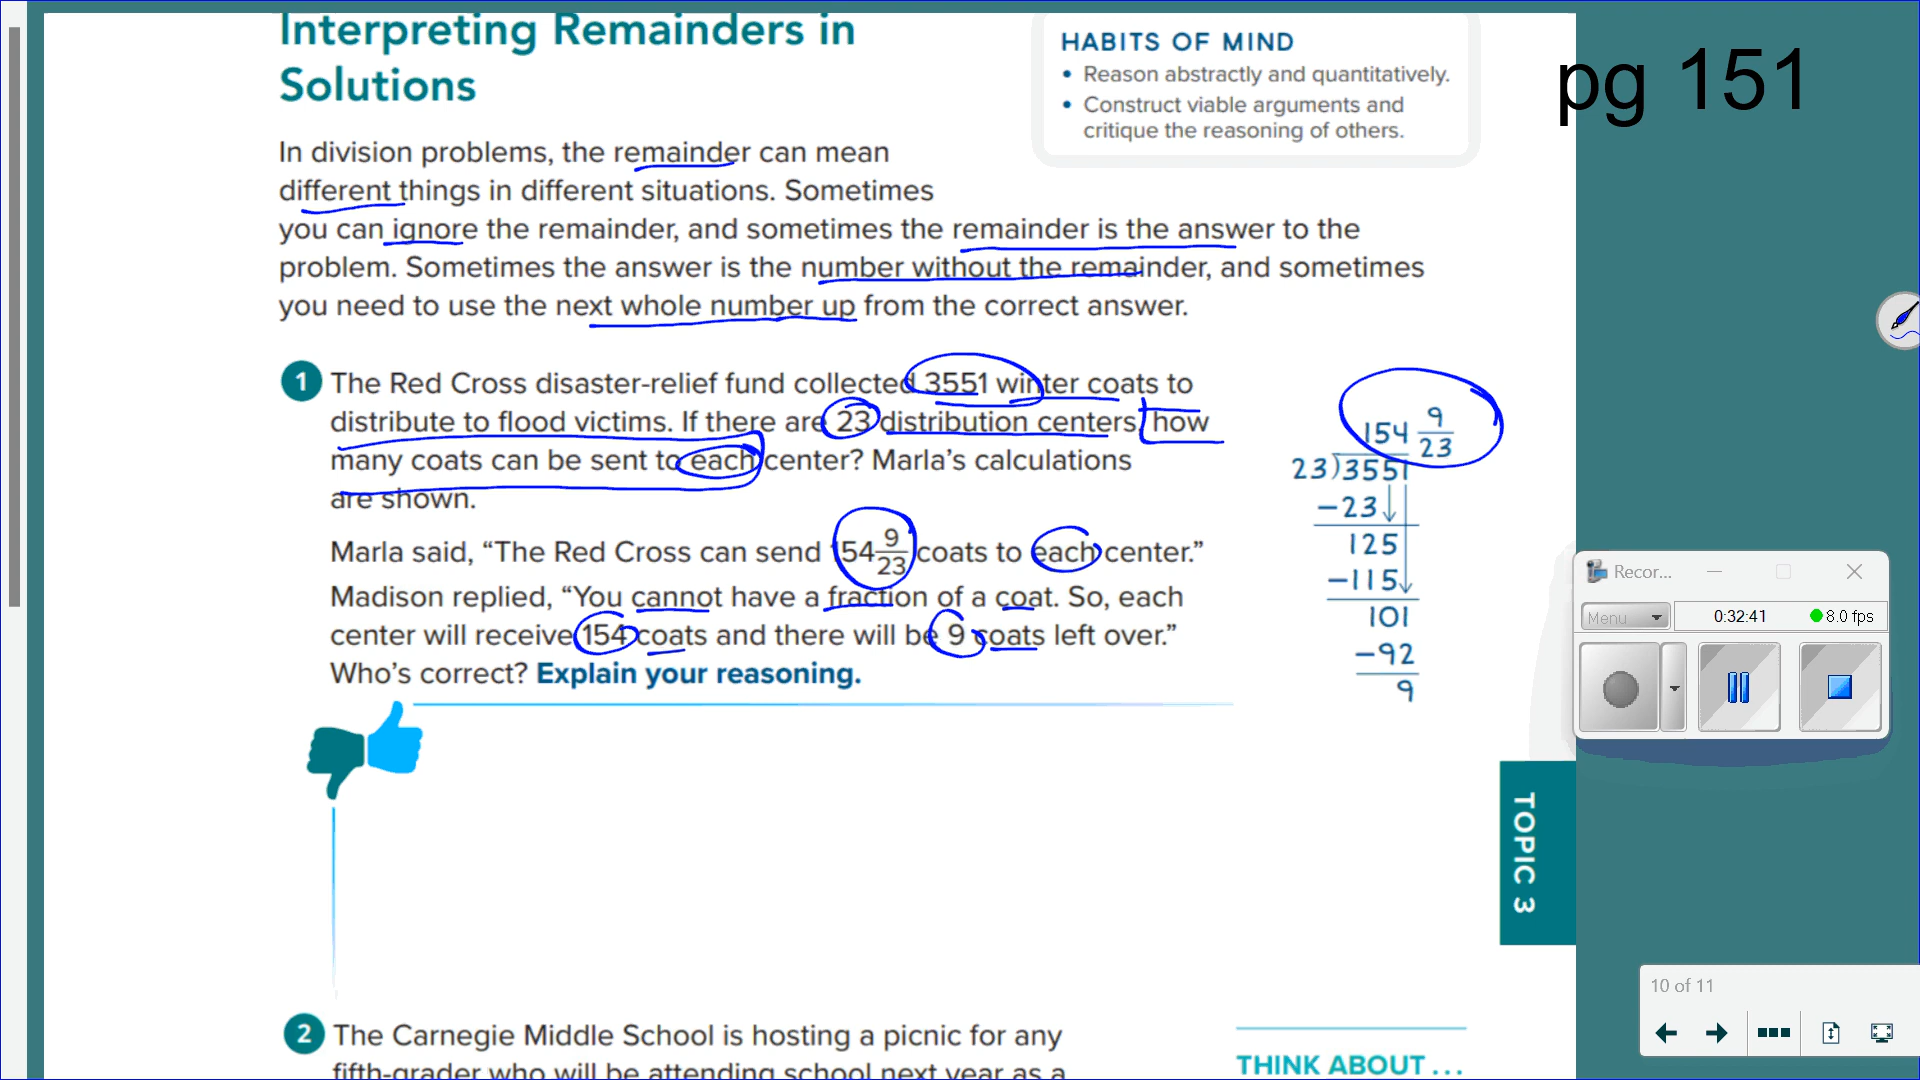 Interpreting Remainders in
Solutions
HABITS OF MIND
• Reason abstractly and quantitatively.
• Construct viable arguments and
critique the reasoning of others.
pg 151
In division problems, the remainder can mean
different things in different situations. Sometimes
you can ignore the remainder, and sometimes the remainder is the answer to the
problem. Sometimes the answer is the number without the remainder, and sometimes
you need to use the next whole number up from the correct answer.
1 The Red Cross disaster-relief fund collected 3551 winter coats to
distribute to flood victims. If there are 23 distribution centers, how
many coats can be sent to each center? Marla's calculations
are shown.
Marla said, “The Red Cross can send 154 9/23 coats to each center.”
Madison replied, “You cannot have a fraction of a coat. So, each
center will receive 154 coats and there will be 9 coats left over.”
Who's correct? Explain your reasoning.
154 9/23
23)3551
−23
125
−115
101
−92
9
Recor...
Menu
0:32:41
8.0 fps
TOPIC 3
10 of 11
2 The Carnegie Middle School is hosting a picnic for any
fifth-grader who will be attending school next year as a
THINK ABOUT . . .